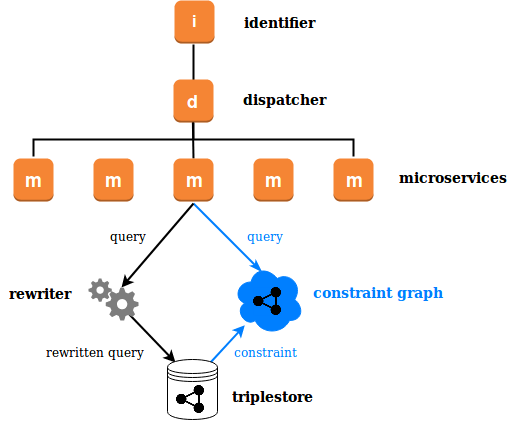 i
identifier
d
dispatcher
m m m m m
microservices
query
query
rewriter
constraint graph
rewritten query
constraint
triplestore